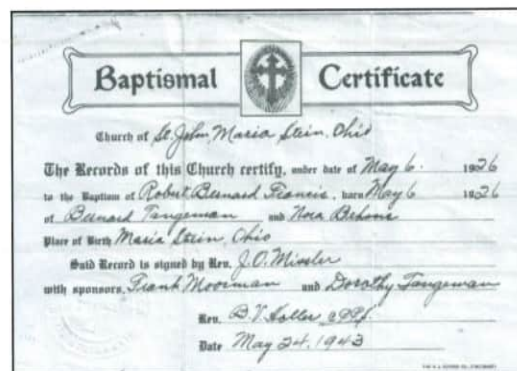 Baptismal Certificate
Church of St. John, Maria Stein, Ohio
The Records of this Church certify, under date of May 6. 1926
to the Baptism of Robert Bernard Francis, born May 6 1926
of Bernard Tangeman and Nora
Place of Birth Maria Stein, Ohio
Said Record is signed by Rev. J.O. Missler
with sponsors, Frank Moorman and Dorothy Tangeman
Rev. B.V. Koller
Date May 24, 1943